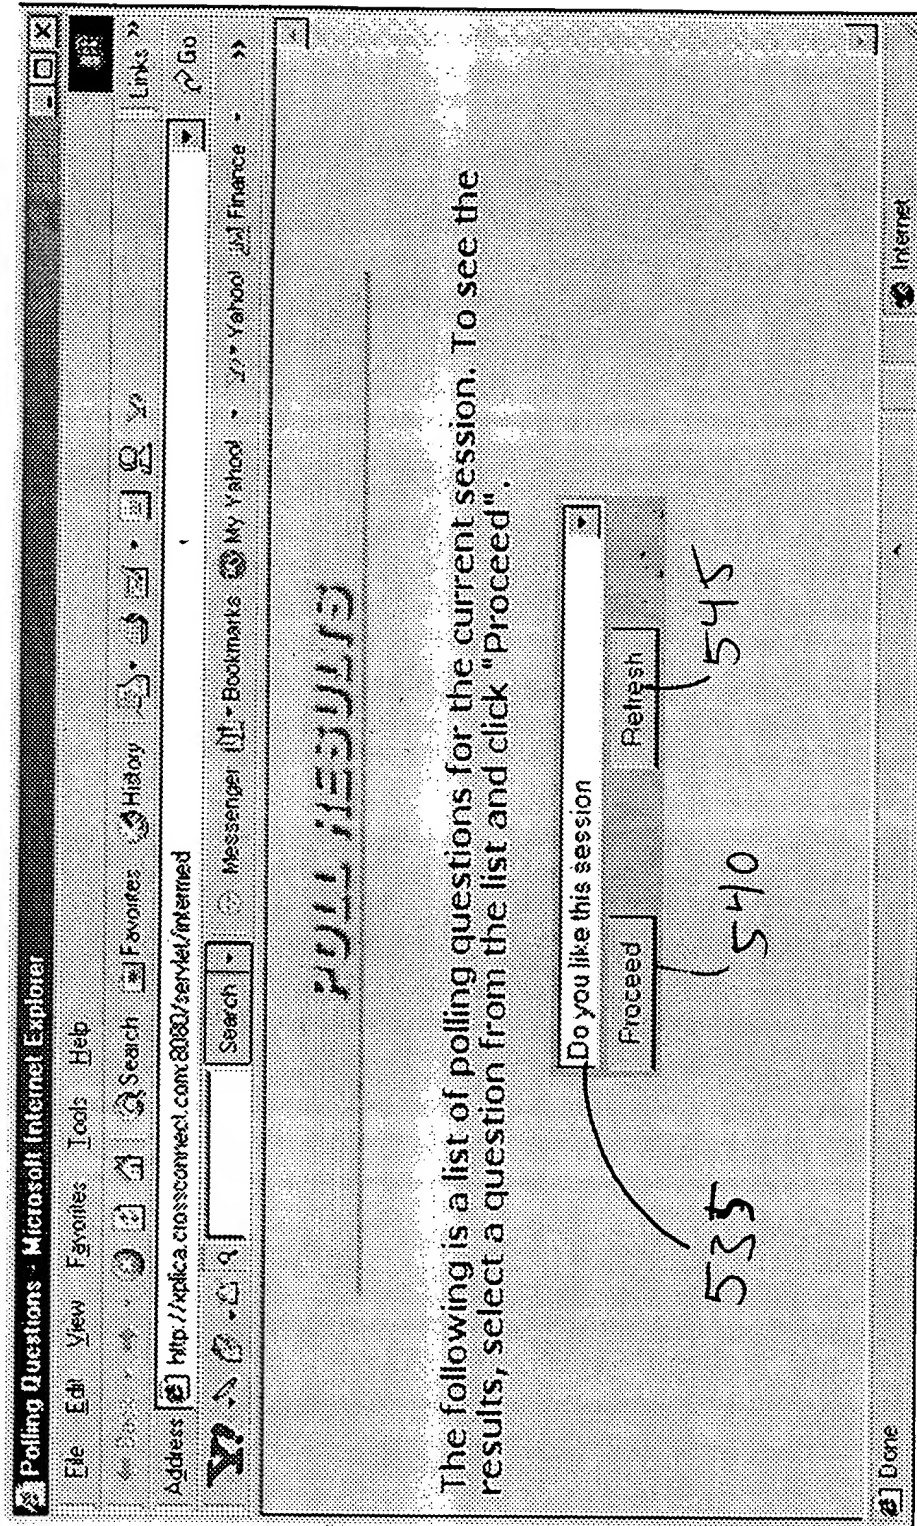 Polling Questions - Microsoft Internet Explorer
File Edit View Favorites Tools Help
Search Favorites History Links »
Address http://xplica.crossconnect.com:8080/servlet/intermed Go
Y! Search Messenger Bookmarks My Yahoo! Yahoo! Finance »
POLL RESULTS
The following is a list of polling questions for the current session. To see the
results, select a question from the list and click "Proceed".
Do you like this session
Proceed Refresh
535 540 545
Done Internet